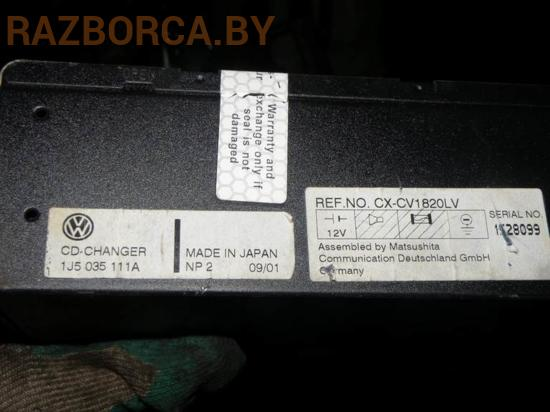 RAZBORCA.BY
Warranty and
exchange only if
seal is not
damaged
CD-CHANGER
1J5 035 111A
MADE IN JAPAN
NP 2 09/01
REF.NO. CX-CV1820LV
SERIAL NO.
12V
28099
Assembled by Matsushita
Communication Deutschland GmbH
Germany